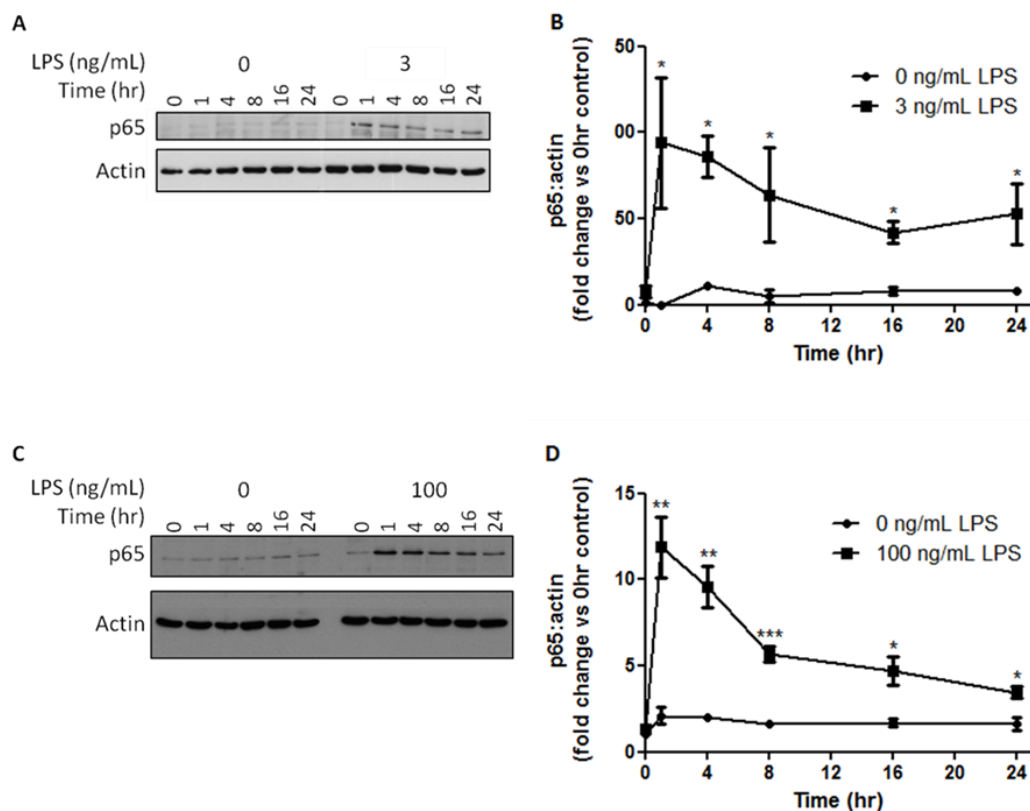 A
LPS (ng/mL) 0 3
Time (hr) 0 1 4 8 16 24 0 1 4 8 16 24
p65
Actin
B
p65:actin
(fold change vs 0hr control)
50
00
50
0
* * * * *
0 ng/mL LPS
3 ng/mL LPS
0 4 8 12 16 20 24
Time (hr)
C
LPS (ng/mL) 0 100
Time (hr) 0 1 4 8 16 24 0 1 4 8 16 24
p65
Actin
D
p65:actin
(fold change vs 0hr control)
15
10
5
0
** ** *** * *
0 ng/mL LPS
100 ng/mL LPS
0 4 8 12 16 20 24
Time (hr)